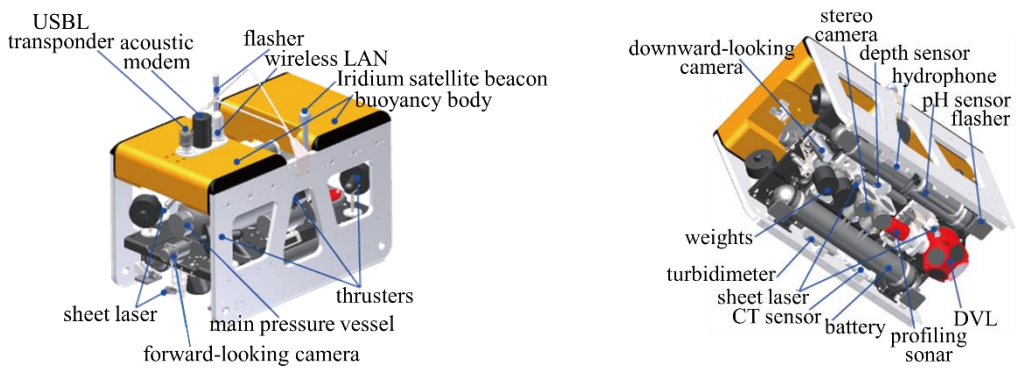 USBL
transponder
acoustic
modem
flasher
wireless LAN
Iridium satellite beacon
buoyancy body
sheet laser
main pressure vessel
forward-looking camera
thrusters
stereo
camera
downward-looking
camera
depth sensor
hydrophone
pH sensor
flasher
weights
turbidimeter
sheet laser
CT sensor
battery
profiling
sonar
DVL